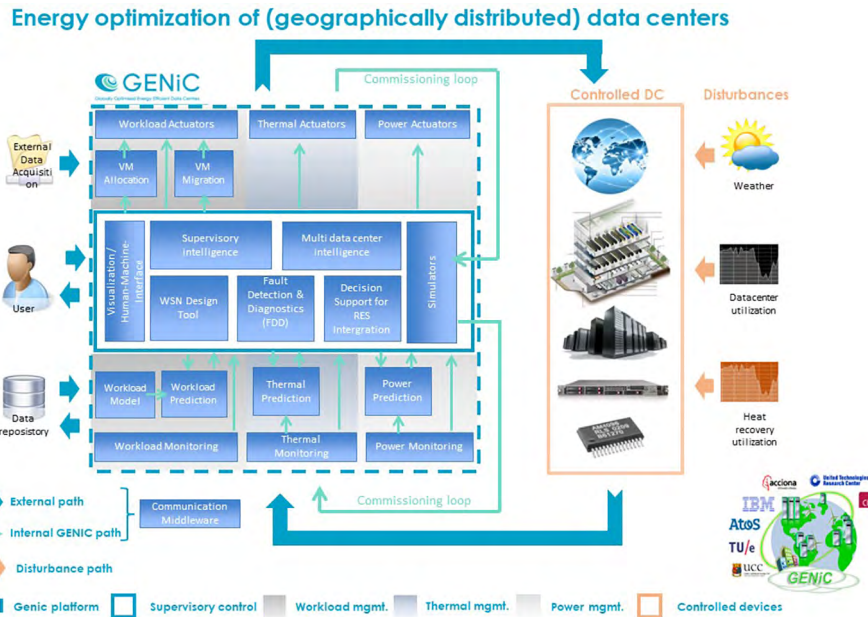 Energy optimization of (geographically distributed) data centers
GENiC
Globally Optimised Energy Efficient Data Centres
Commissioning loop
Controlled DC
Disturbances
Workload Actuators
Thermal Actuators
Power Actuators
External
Data
Acquisiti
on
VM
Allocation
VM
Migration
Weather
Visualization /
Human-Machine-
Interface
Supervisory
Intelligence
Multi data center
intelligence
Simulators
User
WSN Design
Tool
Fault
Detection &
Diagnostics
(FDD)
Decision
Support for
RES
Intergration
Datacenter
utilization
Workload
Model
Workload
Prediction
Thermal
Prediction
Power
Prediction
Data
reposistory
Workload Monitoring
Thermal
Monitoring
Power Monitoring
Heat
recovery
utilization
Commissioning loop
External path
Internal GENIC path
Communication
Middleware
Disturbance path
acciona
United Technologies
Research Center
IBM
AtoS
TU/e
UCC
GENiC
Genic platform
Supervisory control
Workload mgmt.
Thermal mgmt.
Power mgmt.
Controlled devices